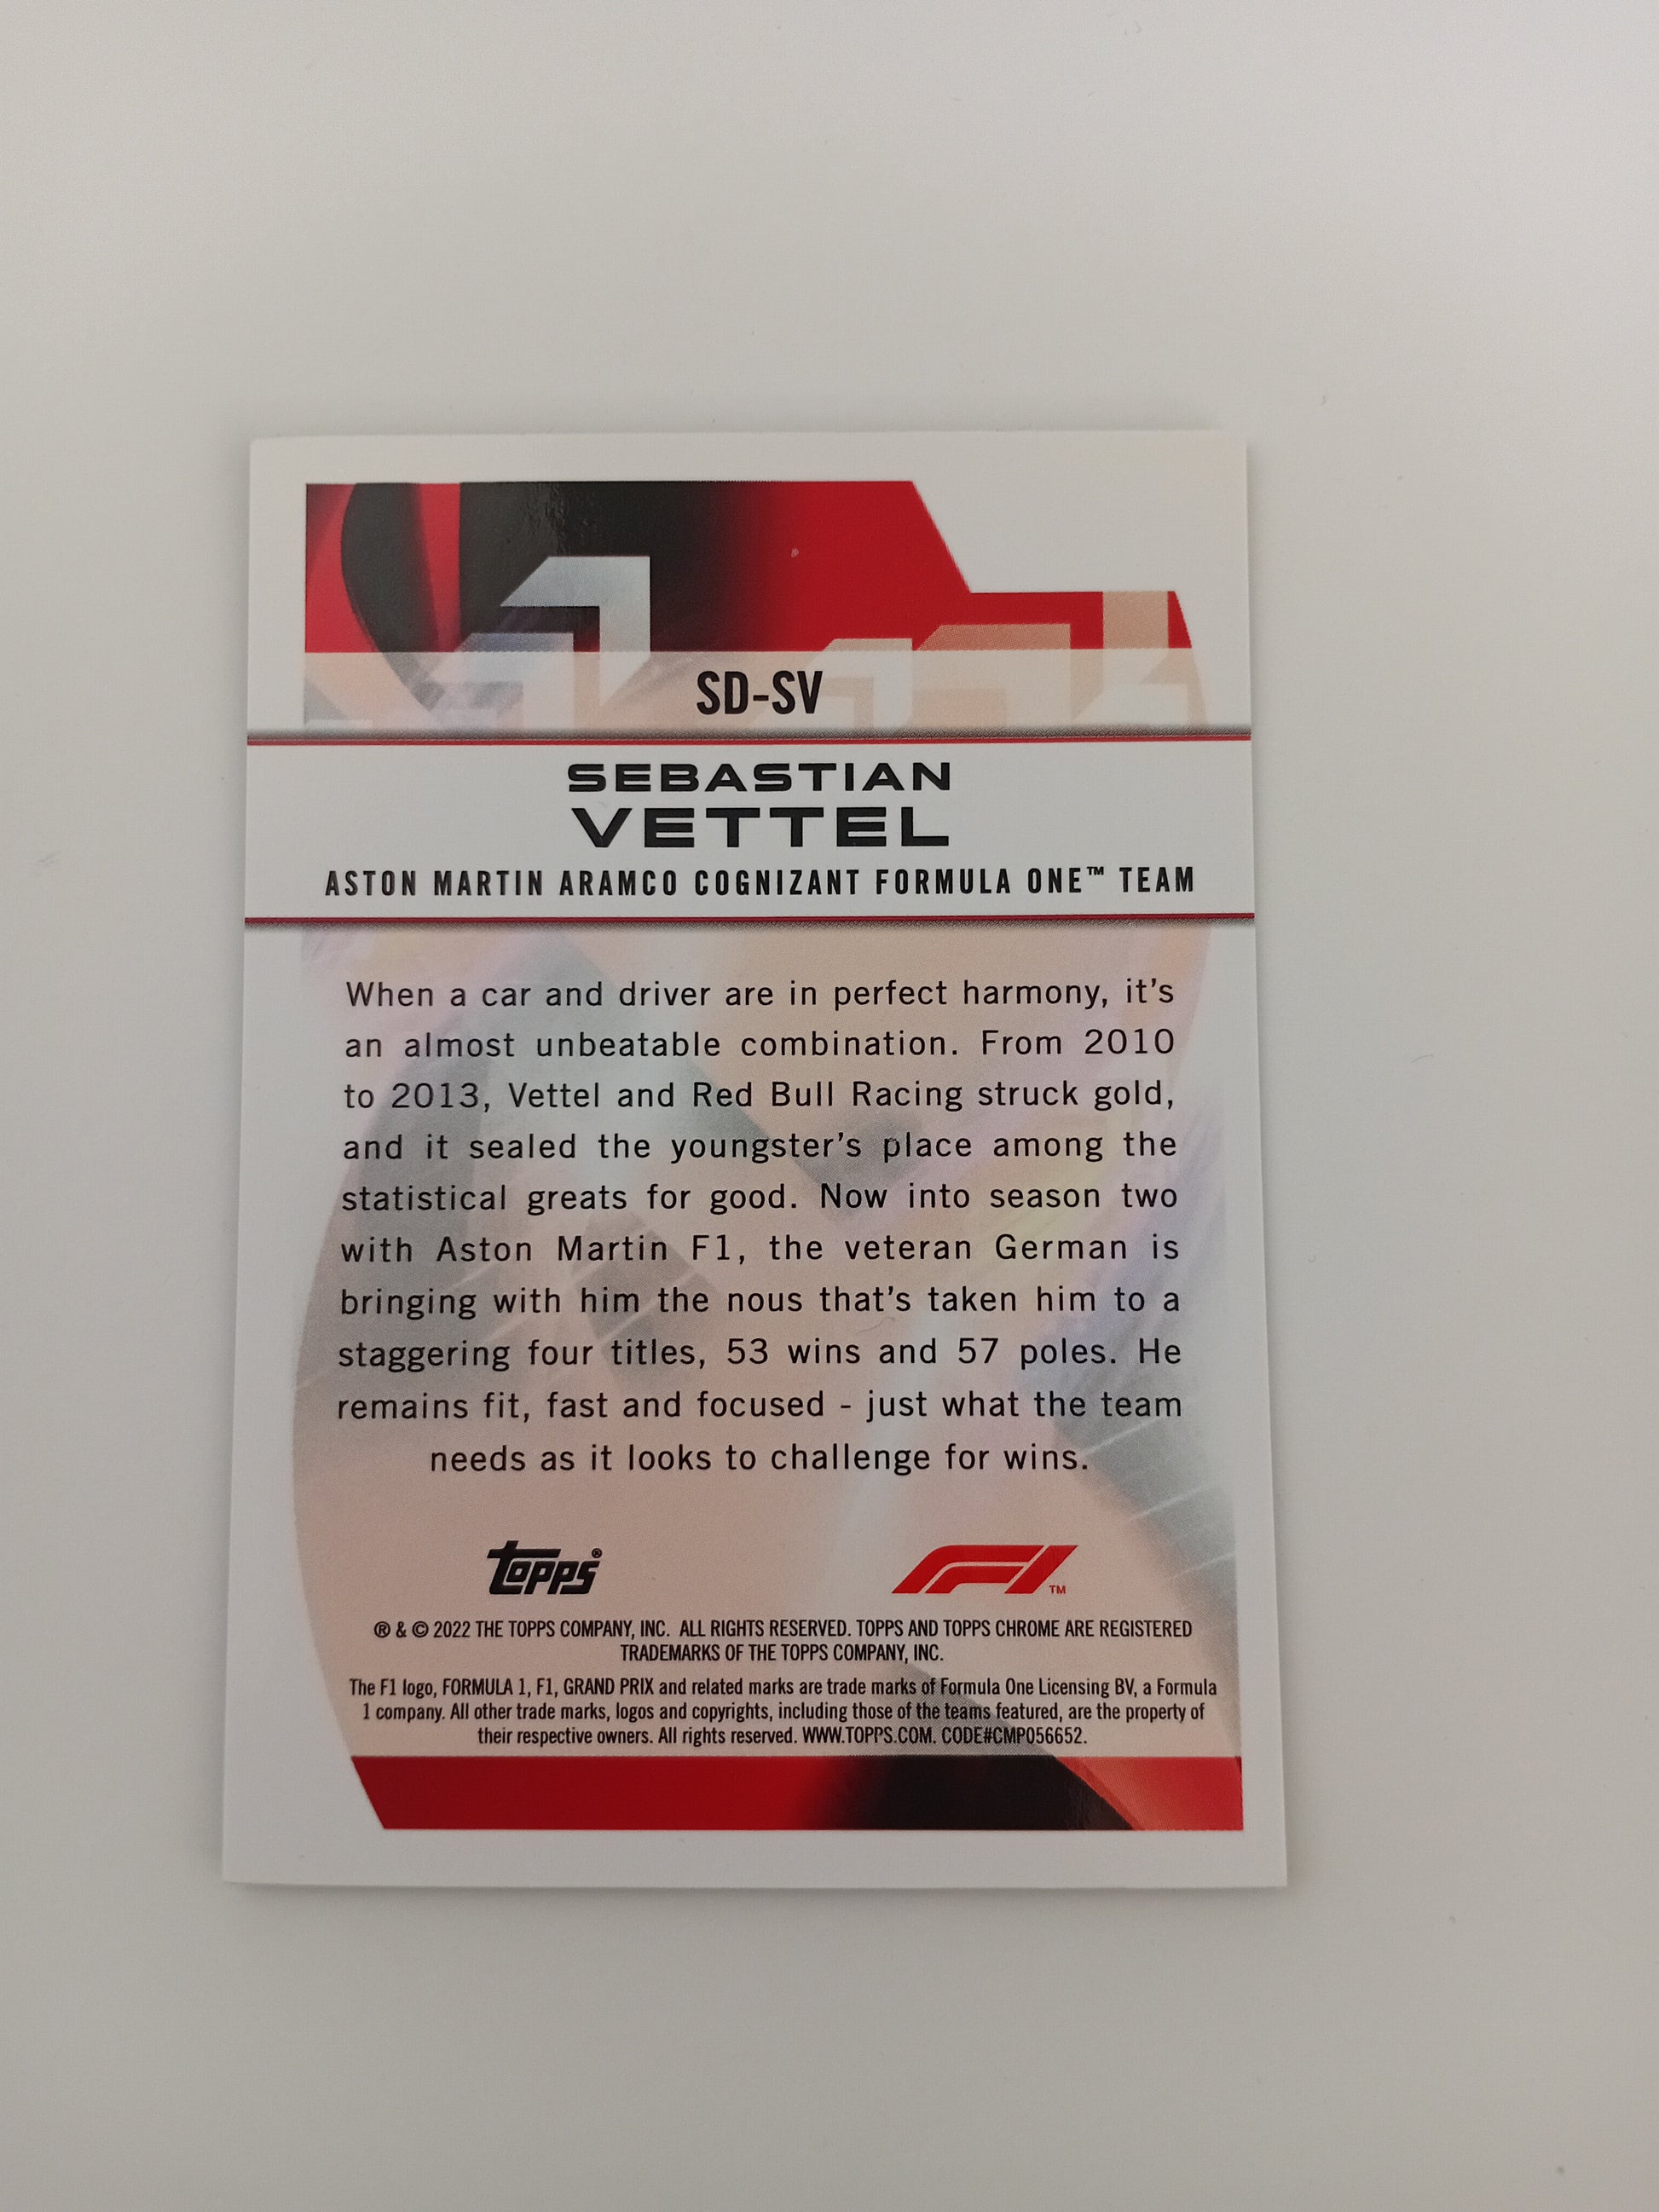 SD-SV
SEBASTIAN
VETTEL
ASTON MARTIN ARAMCO COGNIZANT FORMULA ONE™ TEAM
When a car and driver are in perfect harmony, it's
an almost unbeatable combination. From 2010
to 2013, Vettel and Red Bull Racing struck gold,
and it sealed the youngster's place among the
statistical greats for good. Now into season two
with Aston Martin F1, the veteran German is
bringing with him the nous that's taken him to a
staggering four titles, 53 wins and 57 poles. He
remains fit, fast and focused - just what the team
needs as it looks to challenge for wins.
Topps® F1™
® & © 2022 THE TOPPS COMPANY, INC. ALL RIGHTS RESERVED. TOPPS AND TOPPS CHROME ARE REGISTERED
TRADEMARKS OF THE TOPPS COMPANY, INC.
The F1 logo, FORMULA 1, F1, GRAND PRIX and related marks are trade marks of Formula One Licensing BV, a Formula
1 company. All other trade marks, logos and copyrights, including those of the teams featured, are the property of
their respective owners. All rights reserved. WWW.TOPPS.COM. CODE#CMP056652.